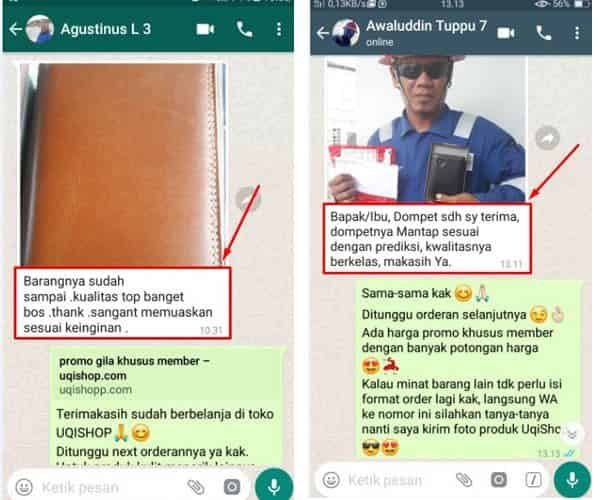 Agustinus L 3
Barangnya sudah
sampai .kualitas top banget
bos .thank .sangant memuaskan
sesuai keinginan .
10.31
promo gila khusus member –
uqishop.com
uqishopp.com
Terimakasih sudah berbelanja di toko
UQISHOP🙏😊
Ditunggu next orderannya ya kak.
Ketik pesan
0,13K/s
13.13
56%
Awaluddin Tuppu 7
online
Bapak/Ibu, Dompet sdh sy terima,
dompetnya Mantap sesuai
dengan prediksi, kwalitasnya
berkelas, makasih Ya.
13.11
Sama-sama kak 😊🙏🏻
Ditunggu orderan selanjutnya 😉👌🏻
Ada harga promo khusus member
dengan banyak potongan harga
😍💃
Kalau minat barang lain tdk perlu isi
format order lagi kak, langsung WA
ke nomor ini silahkan tanya-tanya
nanti saya kirim foto produk UqiSho
😎😍
13.13
Ketik pesan